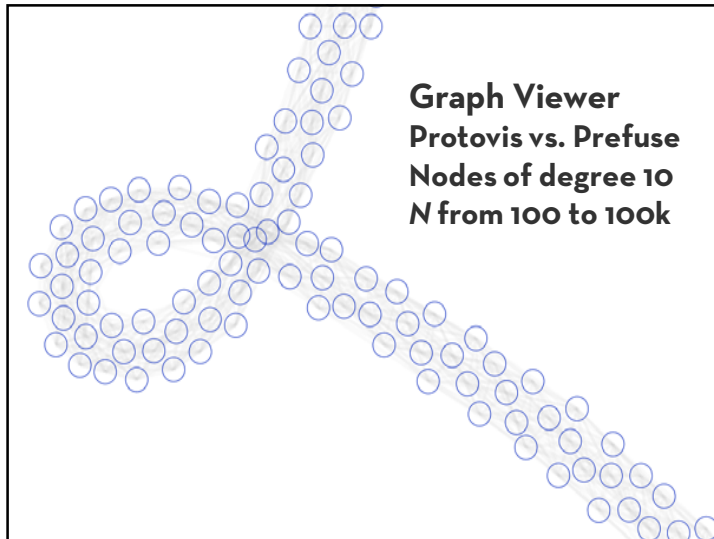 Graph Viewer
Protovis vs. Prefuse
Nodes of degree 10
N from 100 to 100k